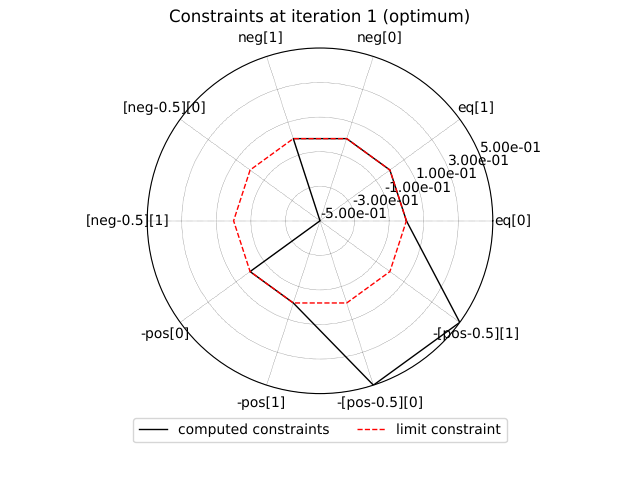 Constraints at iteration 1 (optimum)
neg[1]
neg[0]
[neg-0.5][0]
eq[1]
5.00e-01
3.00e-01
1.00e-01
-1.00e-01
-3.00e-01
-5.00e-01
[neg-0.5][1]
eq[0]
-pos[0]
-[pos-0.5][1]
-pos[1]
-[pos-0.5][0]
computed constraints
limit constraint